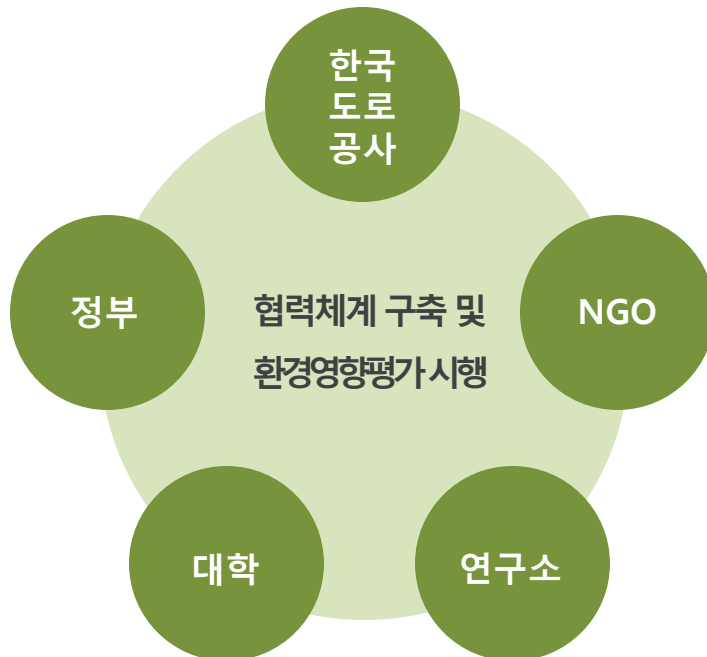 한국
도로
공사
정부
협력체계 구축 및
환경영향평가 시행
NGO
대학
연구소